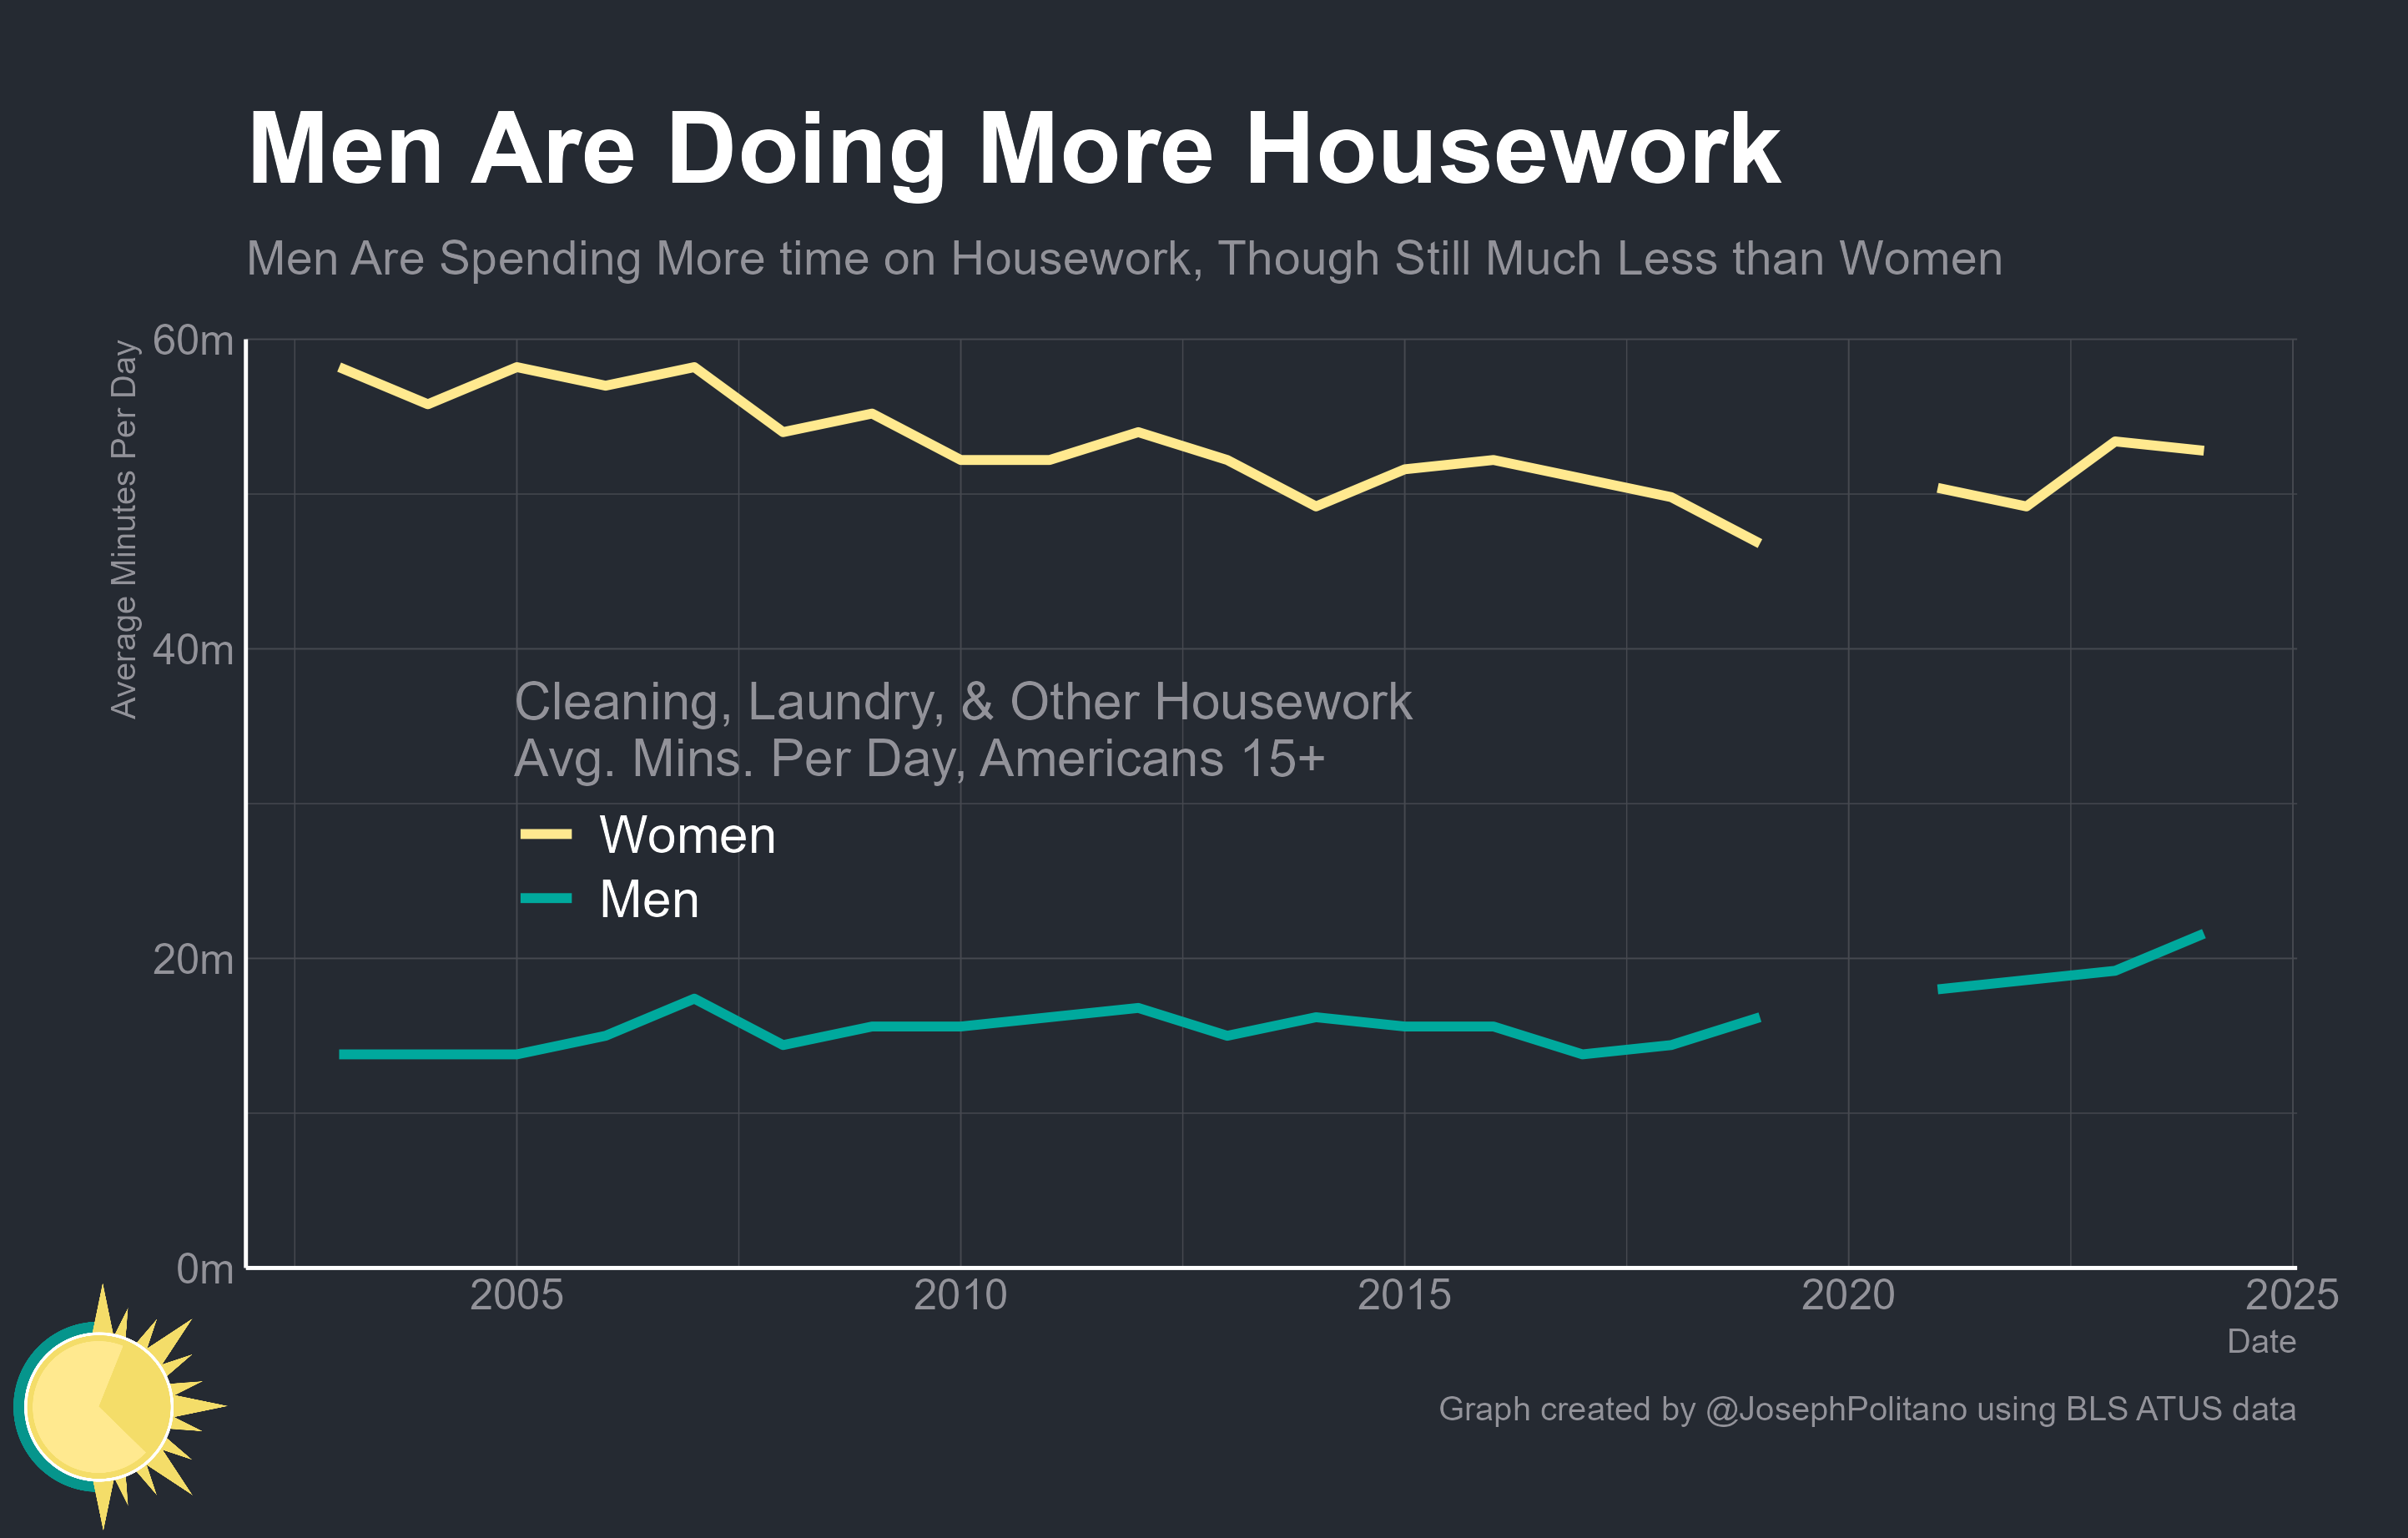 Men Are Doing More Housework
Men Are Spending More time on Housework, Though Still Much Less than Women
Average Minutes Per Day
60m
40m
20m
0m
Cleaning, Laundry, & Other Housework
Avg. Mins. Per Day, Americans 15+
Women
Men
2005 2010 2015 2020 2025
Date
Graph created by @JosephPolitano using BLS ATUS data